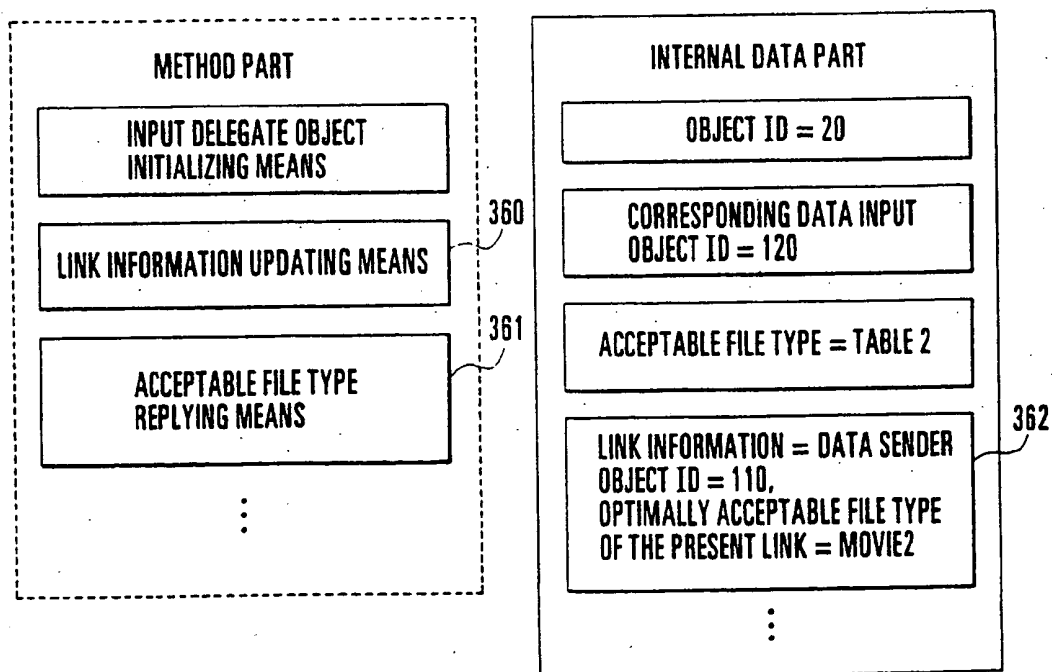 METHOD PART
INPUT DELEGATE OBJECT
INITIALIZING MEANS
360
LINK INFORMATION UPDATING MEANS
361
ACCEPTABLE FILE TYPE
REPLYING MEANS
INTERNAL DATA PART
OBJECT ID = 20
CORRESPONDING DATA INPUT
OBJECT ID = 120
ACCEPTABLE FILE TYPE = TABLE 2
362
LINK INFORMATION = DATA SENDER
OBJECT ID = 110,
OPTIMALLY ACCEPTABLE FILE TYPE
OF THE PRESENT LINK = MOVIE2